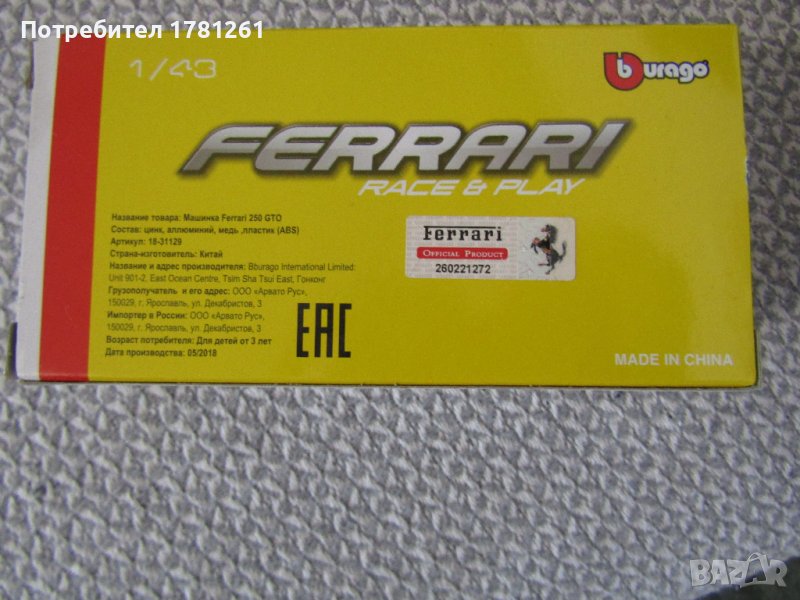 Потребител 1781261
1/43
Bburago
FERRARI
RACE & PLAY
Название товара: Машинка Ferrari 250 GTO
Состав: цинк, аллюминий, медь ,пластик (ABS)
Артикул: 18-31129
Страна-изготовитель: Китай
Название и адрес производителя: Bburago International Limited:
Unit 901-2, East Ocean Centre, Tsim Sha Tsui East, Гонконг
Грузополучатель и его адрес: ООО «Арвато Рус»,
150029, г. Ярославль, ул. Декабристов, 3
Импортер в России: ООО «Арвато Рус»,
150029, г. Ярославль, ул. Декабристов, 3
Возраст потребителя: Для детей от 3 лет
Дата производства: 05/2018
EAC
Ferrari
OFFICIAL PRODUCT
260221272
MADE IN CHINA
BAZAR